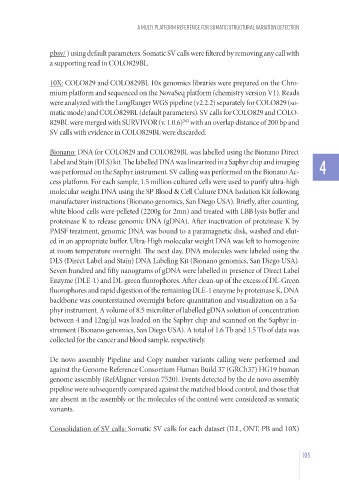 A MULTI PLATFORM REFERENCE FOR SOMATIC STRUCTURAL VARIATION DETECTION
pbsv/ ) using default parameters. Somatic SV calls were filtered by removing any call with
a supporting read in COLO829BL.
10X: COLO829 and COLO829BL 10x genomics libraries were prepared on the Chro-
mium platform and sequenced on the NovaSeq platform (chemistry version V1). Reads
were analyzed with the LongRanger WGS pipeline (v2.2.2) separately for COLO829 (so-
matic mode) and COLO829BL (default parameters). SV calls for COLO829 and COLO-
829BL were merged with SURVIVOR (v. 1.0.6) with an overlap distance of 200 bp and
SV calls with evidence in COLO829BL were discarded.
Bionano: DNA for COLO829 and COLO829BL was labelled using the Bionano Direct
Label and Stain (DLS) kit. The labelled DNA was linearized in a Saphyr chip and imaging
was performed on the Saphyr instrument. SV calling was performed on the Bionano Ac-
cess platform. For each sample, 1.5 million cultured cells were used to purify ultra-high
molecular weight DNA using the SP Blood & Cell Culture DNA Isolation Kit following
manufacturer instructions (Bionano genomics, San Diego USA). Briefly, after counting,
white blood cells were pelleted (2200g for 2mn) and treated with LBB lysis buffer and
proteinase K to release genomic DNA (gDNA). After inactivation of proteinase K by
PMSF treatment, genomic DNA was bound to a paramagnetic disk, washed and elut-
ed in an appropriate buffer. Ultra-High molecular weight DNA was left to homogenize
at room temperature overnight. The next day, DNA molecules were labeled using the
DLS (Direct Label and Stain) DNA Labeling Kit (Bionano genomics, San Diego USA).
Seven hundred and fifty nanograms of gDNA were labelled in presence of Direct Label
Enzyme (DLE-1) and DL-green fluorophores. After clean-up of the excess of DL-Green
fluorophores and rapid digestion of the remaining DLE-1 enzyme by proteinase K, DNA
backbone was counterstained overnight before quantitation and visualization on a Sa-
phyr instrument. A volume of 8.5 microliter of labelled gDNA solution of concentration
between 4 and 12ng/µl was loaded on the Saphyr chip and scanned on the Saphyr in-
strument (Bionano genomics, San Diego USA). A total of 1.6 Tb and 1.5 Tb of data was
collected for the cancer and blood sample, respectively.
De novo assembly Pipeline and Copy number variants calling were performed and
against the Genome Reference Consortium Human Build 37 (GRCh37) HG19 human
genome assembly (RefAligner version 7520). Events detected by the de novo assembly
pipeline were subsequently compared against the matched blood control, and those that
are absent in the assembly or the molecules of the control were considered as somatic
variants.
Consolidation of SV calls: Somatic SV calls for each dataset (ILL, ONT, PB and 10X)
4
105